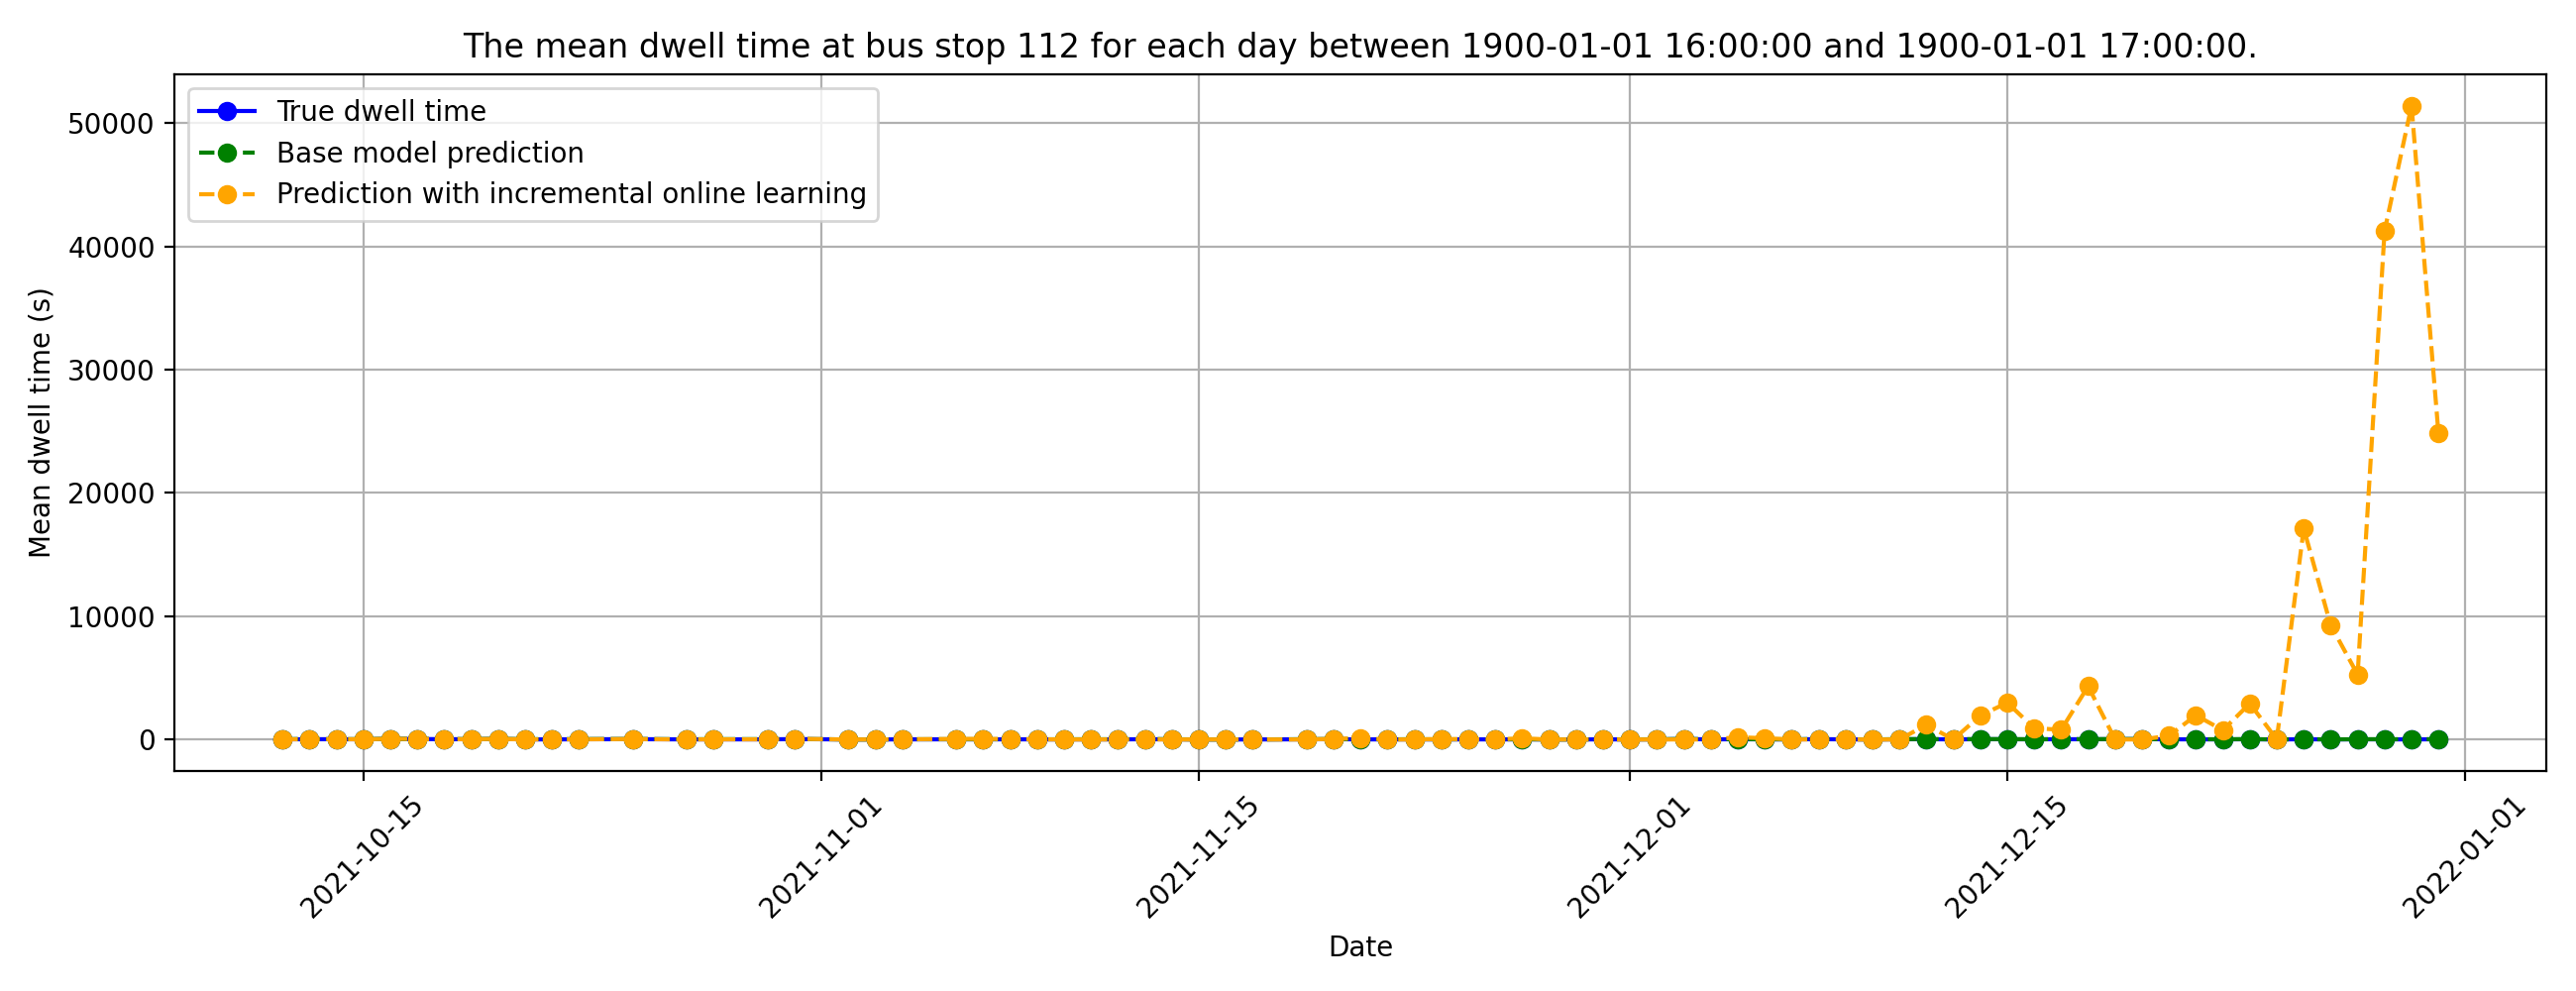 The mean dwell time at bus stop 112 for each day between 1900-01-01 16:00:00 and 1900-01-01 17:00:00.
True dwell time
Base model prediction
Prediction with incremental online learning
Mean dwell time (s)
50000
40000
30000
20000
10000
0
2021-10-15
2021-11-01
2021-11-15
2021-12-01
2021-12-15
2022-01-01
Date